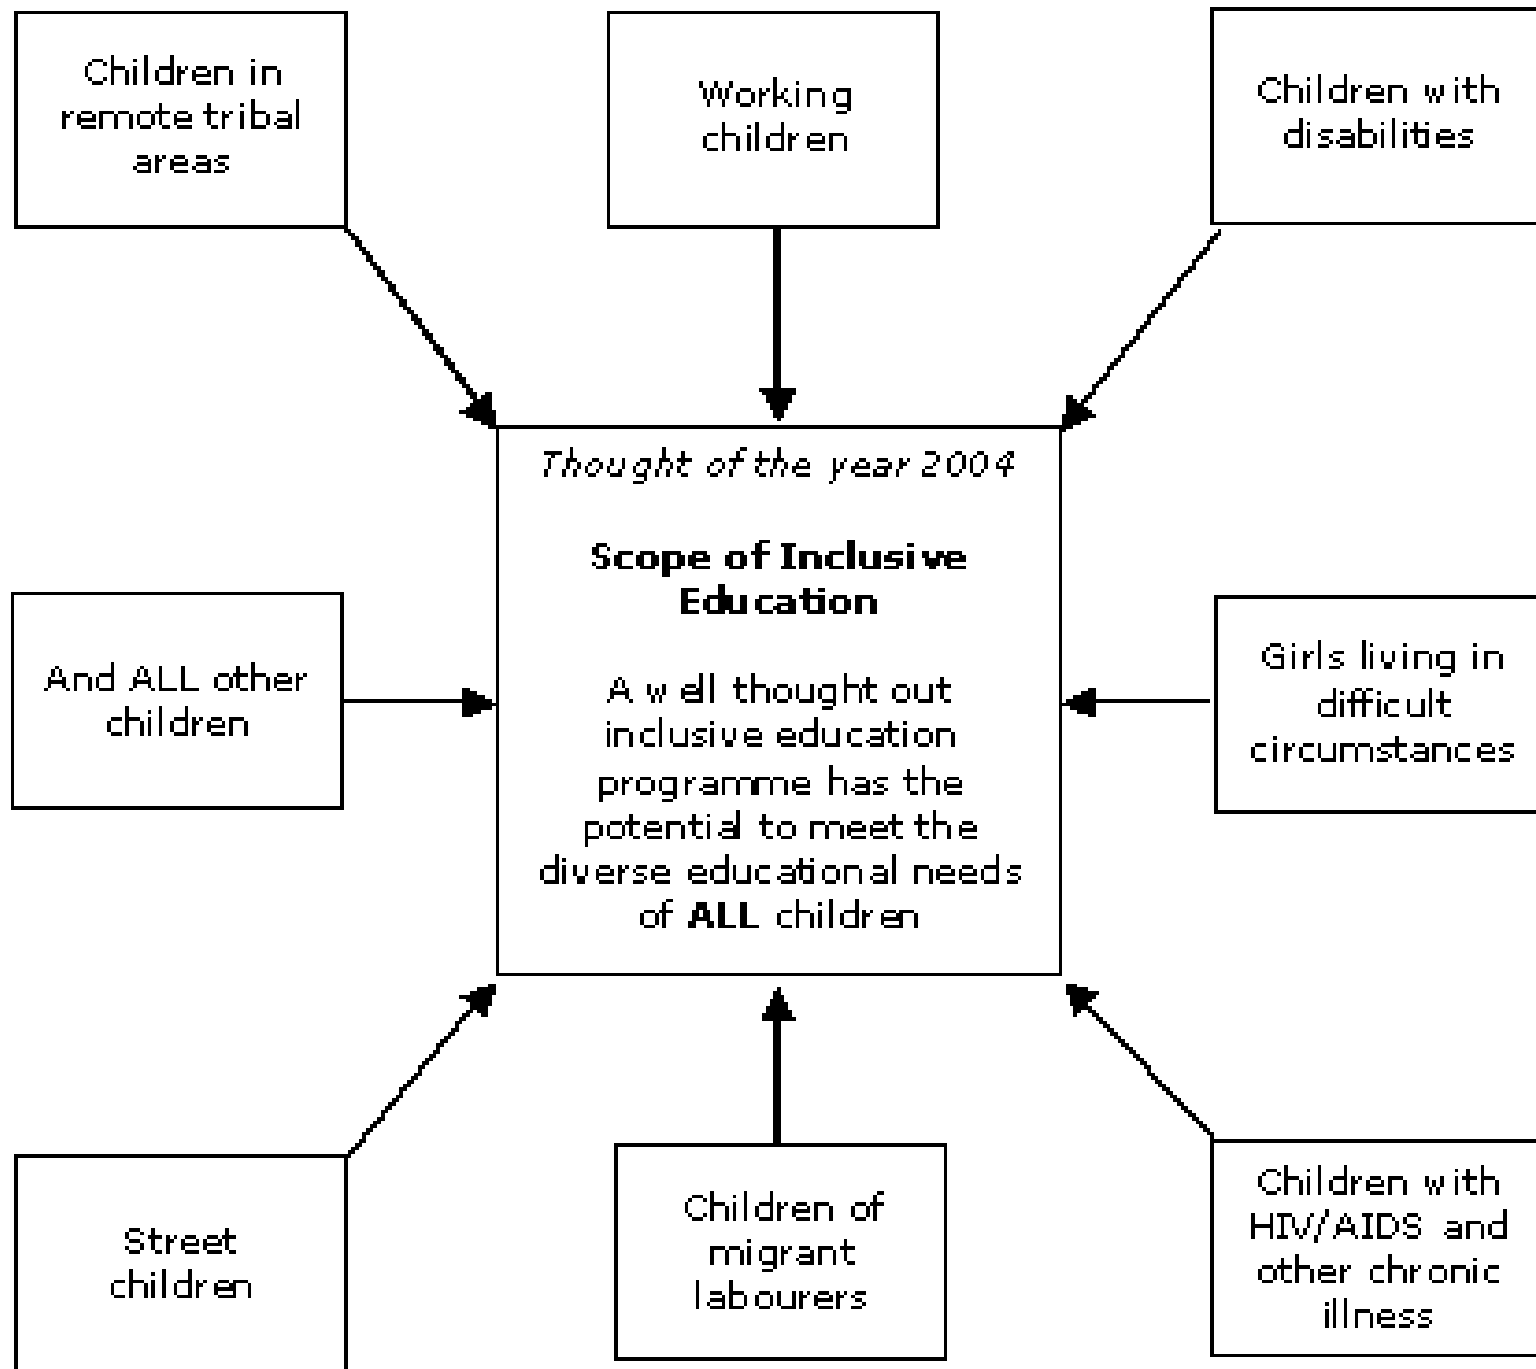 Children in
remote tribal
areas
Working
children
Children with
disabilities
Thought of the year 2004
Scope of Inclusive
Education
A well thought out
inclusive education
programme has the
potential to meet the
diverse educational needs
of ALL children
And ALL other
children
Girls living in
difficult
circumstances
Street
children
Children of
migrant
labourers
Children with
HIV/AIDS and
other chronic
illness